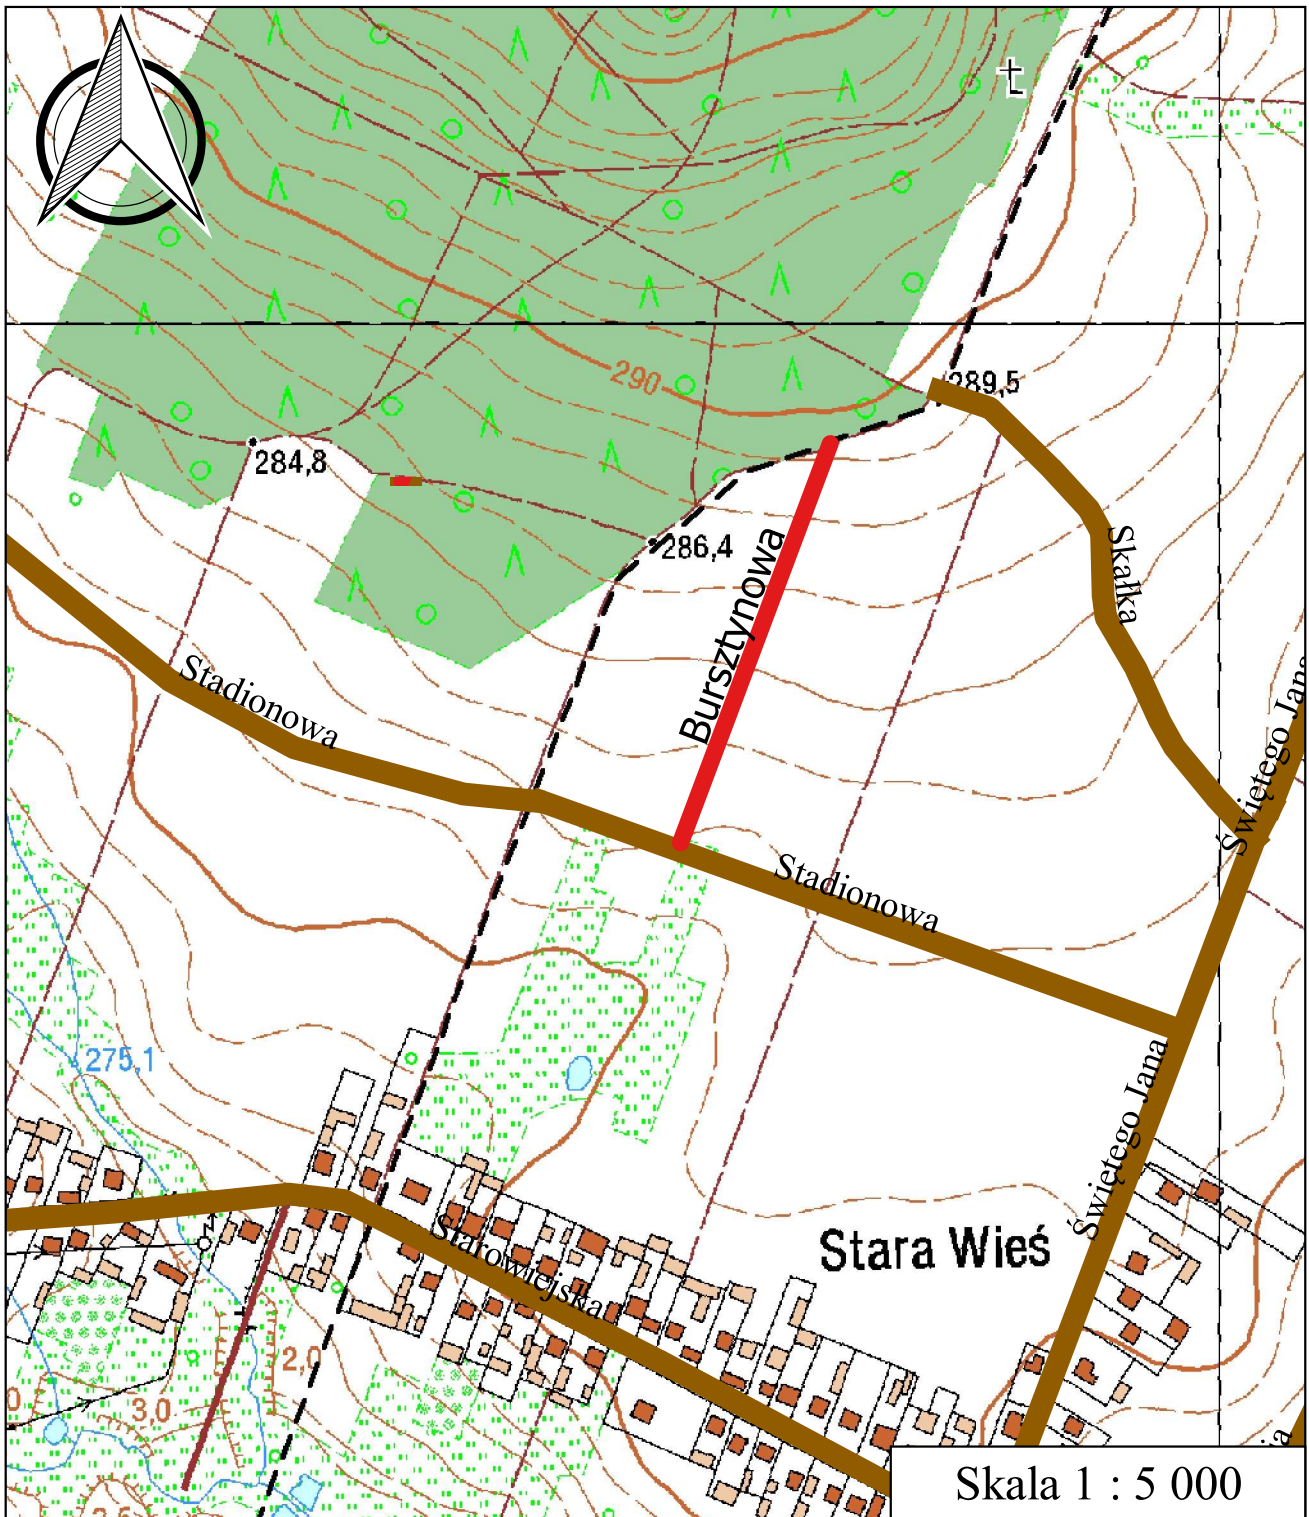 289,5
290
284,8
286,4
Skałka
Bursztynowa
Stadionowa
Świętego Jana
Stadionowa
275,1
Świętego Jana
Stara Wieś
Starowiejska
2,0
3,0
Skala 1 : 5 000